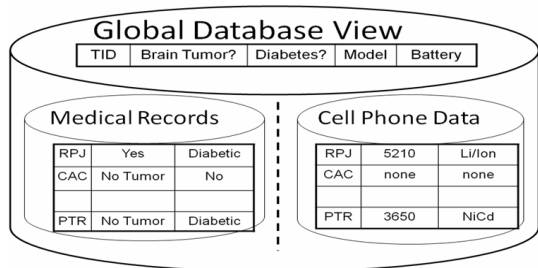 Global Database View
TID Brain Tumor? Diabetes? Model Battery
Medical Records
RPJ Yes Diabetic
CAC No Tumor No
PTR No Tumor Diabetic
Cell Phone Data
RPJ 5210 Li/Ion
CAC none none
PTR 3650 NiCd